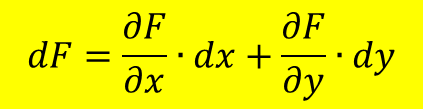 dF = ∂F/∂x · dx + ∂F/∂y · dy